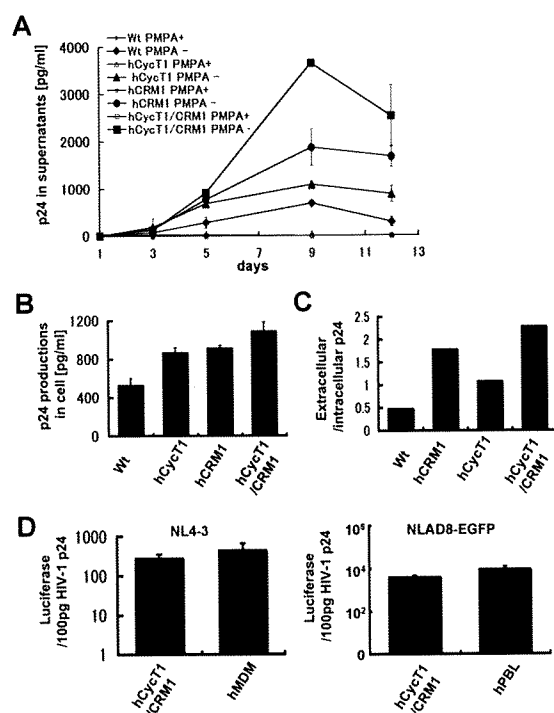 A
Wt PMPA+
Wt PMPA -
hCycT1 PMPA+
hCycT1 PMPA -
hCRM1 PMPA+
hCRM1 PMPA -
hCycT1/CRM1 PMPA+
hCycT1/CRM1 PMPA -
p24 in supernatants [pg/ml]
4000
3000
2000
1000
0
1 3 5 7 9 11 13
days
B
p24 productions
in cell [pg/ml]
1200
800
400
0
Wt
hCycT1
hCRM1
hCycT1
/CRM1
C
Extracellular
/intracellular p24
2.5
2
1.5
1
0.5
0
Wt
hCRM1
hCycT1
hCycT1
/CRM1
D
NL4-3
Luciferase
/100pg HIV-1 p24
1000
100
10
1
hCycT1
/CRM1
hMDM
NLAD8-EGFP
Luciferase
/100pg HIV-1 p24
10⁶
10⁴
10²
0
hCycT1
/CRM1
hPBL